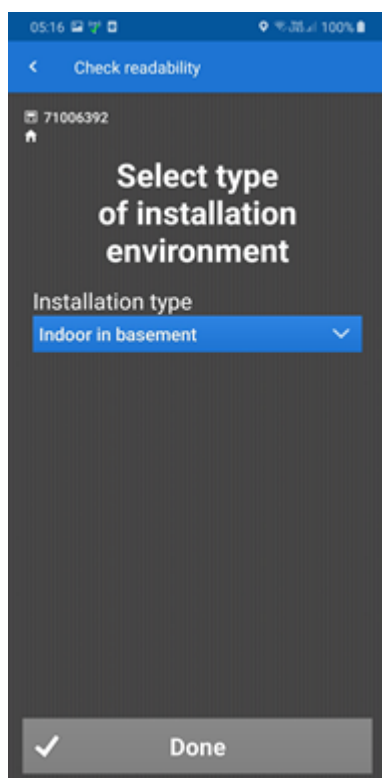 05:16 100%
Check readability
71006392
Select type
of installation
environment
Installation type
Indoor in basement
Done